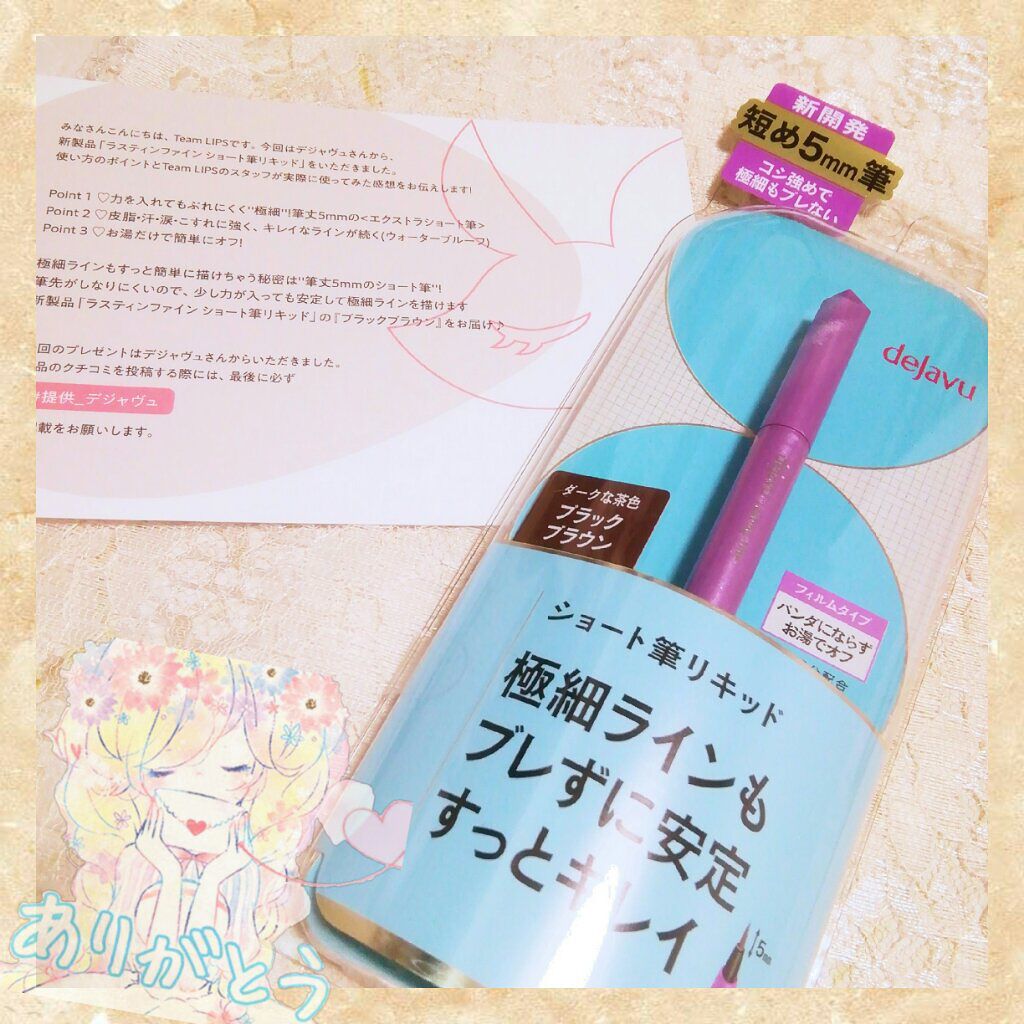 みなさんこんにちは、Team LIPSです。今回はデジャヴュさんから、
新製品「ラスティンファイン ショート筆リキッド」をいただきました。
使い方のポイントとTeam LIPSのスタッフが実際に使ってみた感想をお伝えします!
Point 1 ♡力を入れてもぶれにくく"極細"!筆丈5mmの<エクストラショート筆>
Point 2 ♡皮脂・汗・涙・こすれに強く、キレイなラインが続く(ウォータープルーフ)
Point 3 ♡お湯だけで簡単にオフ!
極細ラインもすっと簡単に描けちゃう秘密は"筆丈5mmのショート筆"!
筆先がしなりにくいので、少し力が入っても安定して極細ラインを描けます
新製品「ラスティンファイン ショート筆リキッド」の『ブラックブラウン』をお届け♪
回のプレゼントはデジャヴュさんからいただきました。
品のクチコミを投稿する際には、最後に必ず
#提供_デジャヴュ
載をお願いします。
新開発
短め5mm筆
コシ強めで
極細もブレない
dejavu
ダークな茶色
ブラック
ブラウン
フィルムタイプ
パンダにならず
お湯でオフ
配合
ショート筆リキッド
極細ラインも
ブレずに安定
すっとキレイ
5mm
ありがとう